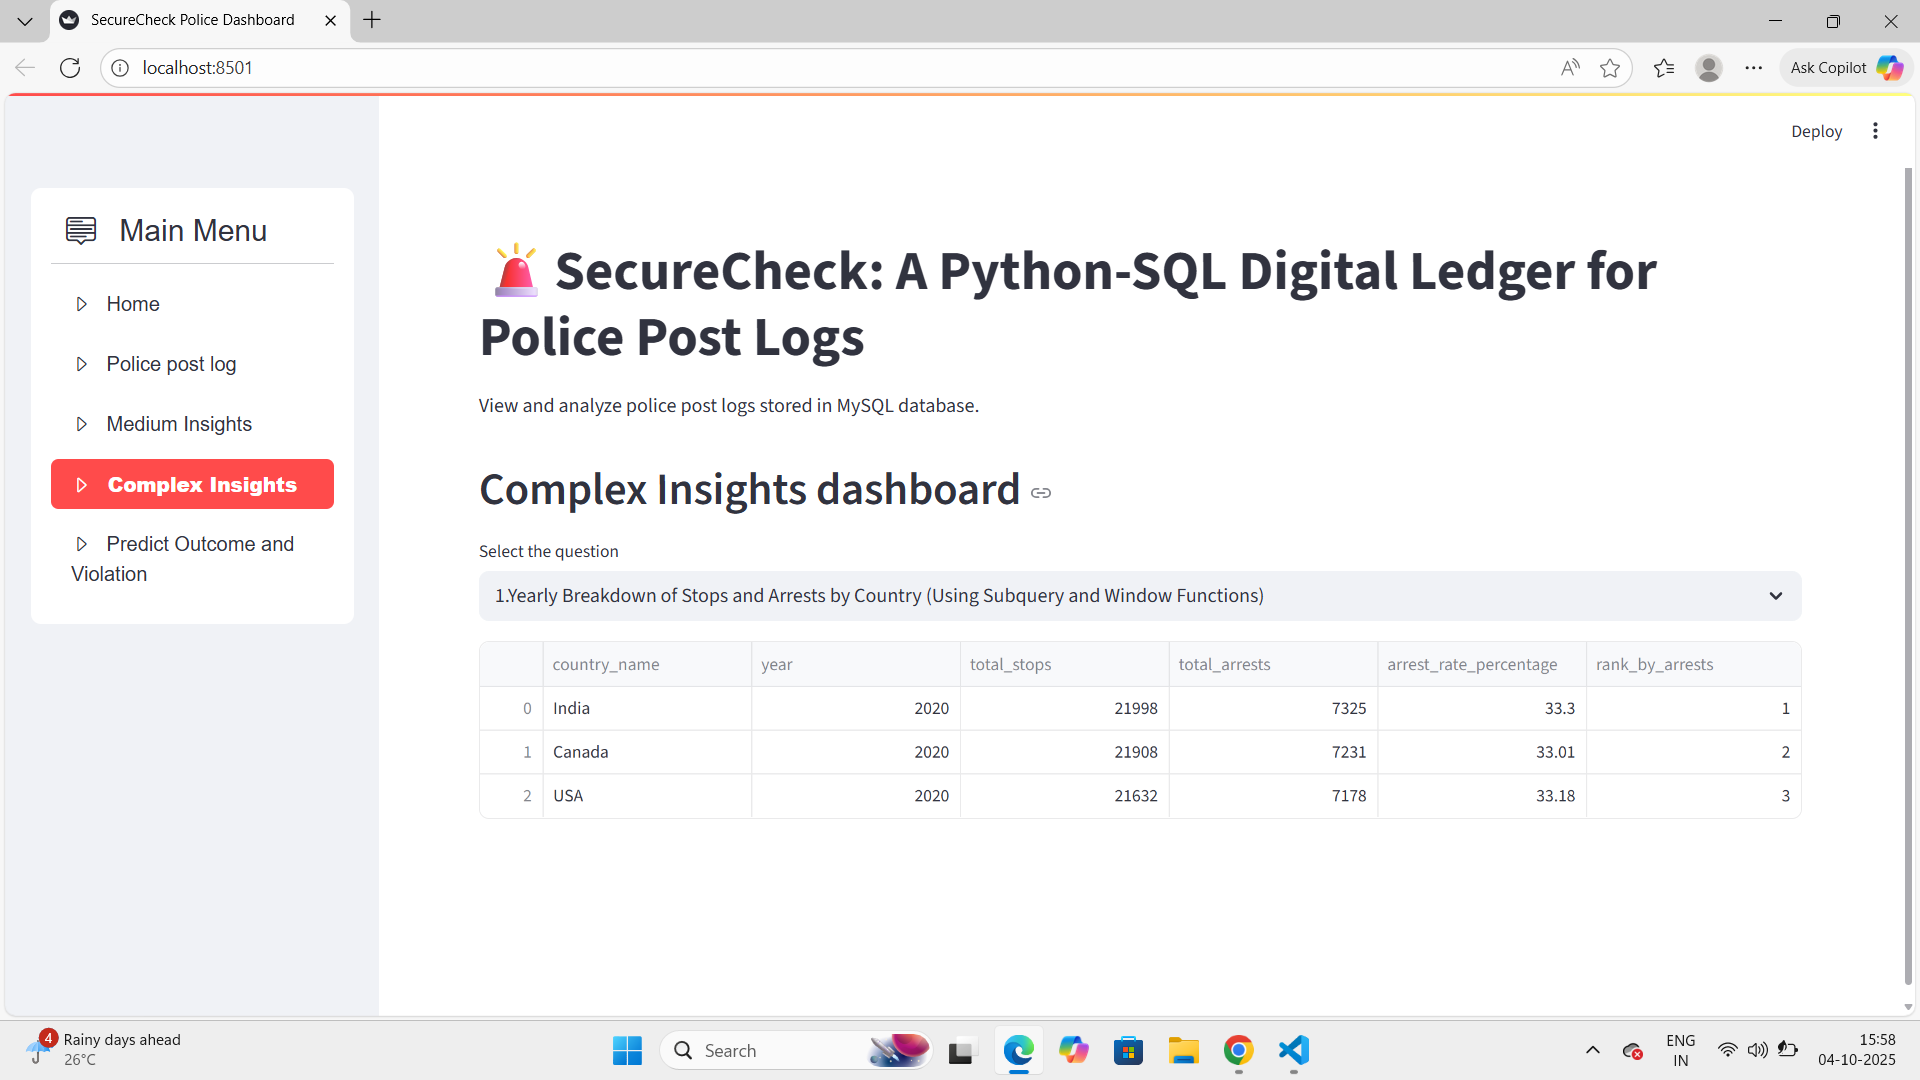 SecureCheck Police Dashboard
localhost:8501
Ask Copilot
Deploy
Main Menu
Home
Police post log
Medium Insights
Complex Insights
Predict Outcome and
Violation
SecureCheck: A Python-SQL Digital Ledger for
Police Post Logs
View and analyze police post logs stored in MySQL database.
Complex Insights dashboard
Select the question
1.Yearly Breakdown of Stops and Arrests by Country (Using Subquery and Window Functions)
country_name year total_stops total_arrests arrest_rate_percentage rank_by_arrests
0 India 2020 21998 7325 33.3 1
1 Canada 2020 21908 7231 33.01 2
2 USA 2020 21632 7178 33.18 3
4
Rainy days ahead
26°C
Search
ENG
IN
15:58
04-10-2025